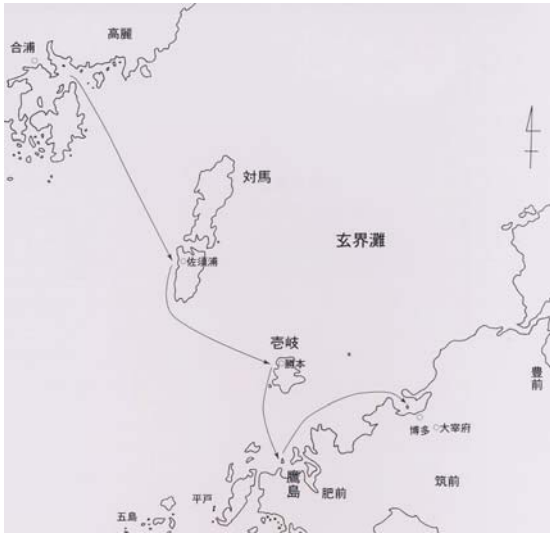 高麗
合浦
対馬
玄界灘
佐須浦
壱岐
勝本
豊前
博多
大宰府
鷹島
肥前
筑前
平戸
五島